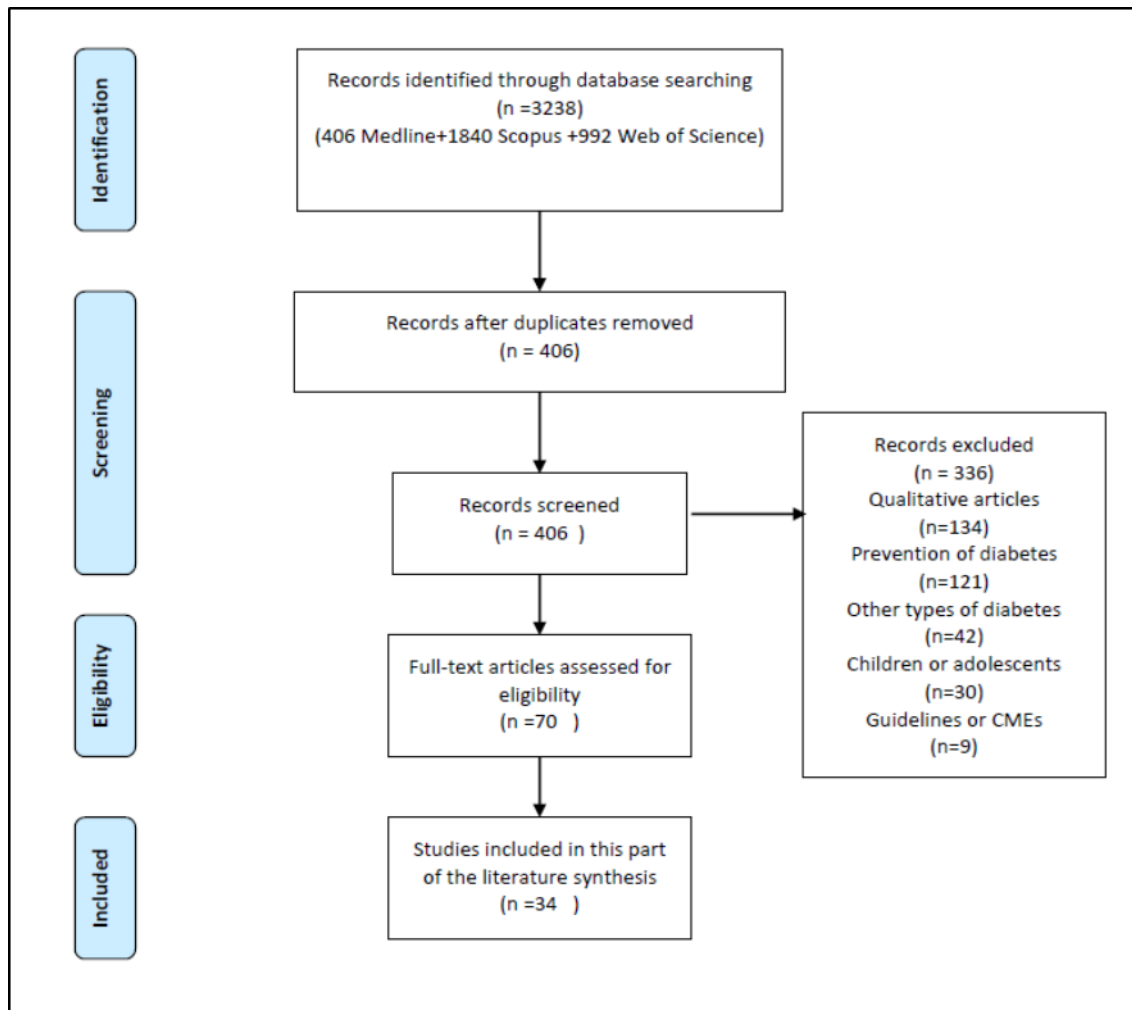 Identification
Records identified through database searching
(n =3238)
(406 Medline+1840 Scopus +992 Web of Science)
Screening
Records after duplicates removed
(n = 406)
Records screened
(n = 406 )
Records excluded
(n = 336)
Qualitative articles
(n=134)
Prevention of diabetes
(n=121)
Other types of diabetes
(n=42)
Children or adolescents
(n=30)
Guidelines or CMEs
(n=9)
Eligibility
Full-text articles assessed for
eligibility
(n =70 )
Included
Studies included in this part
of the literature synthesis
(n =34 )